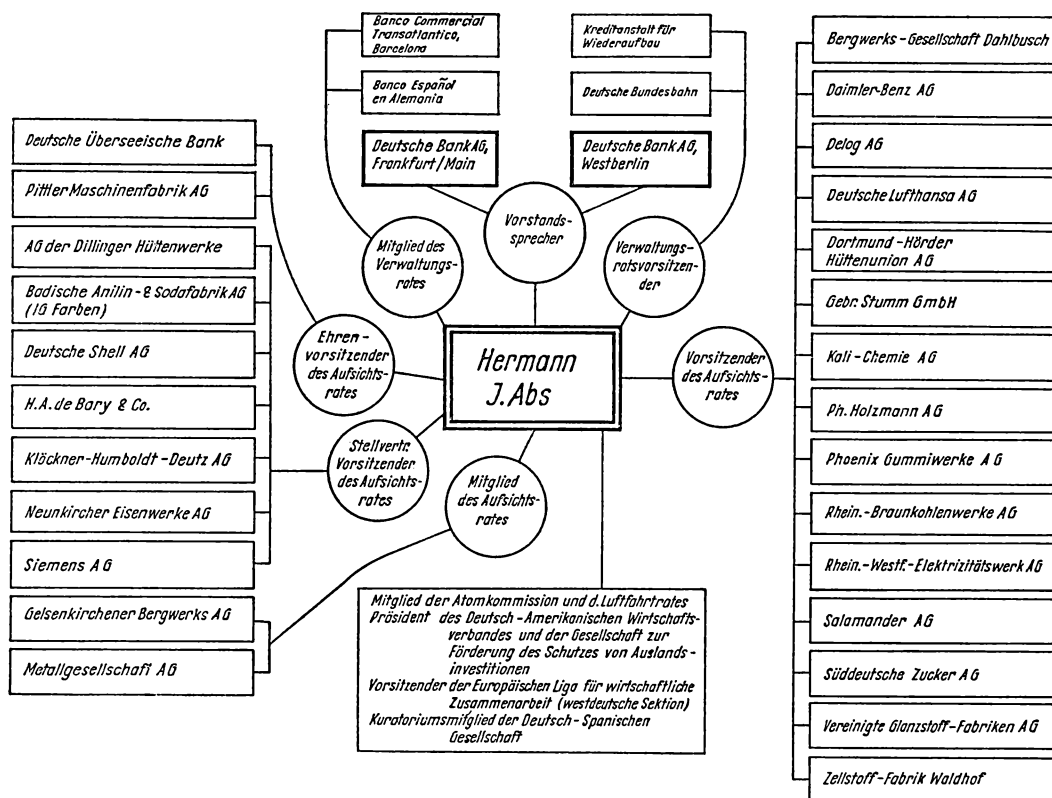 Banco Commercial
Transatlantico,
Barcelona
Banco Español
en Alemania
Deutsche Bank AG,
Frankfurt/Main
Kreditanstalt für
Wiederaufbau
Deutsche Bundesbahn
Deutsche Bank AG,
Westberlin
Deutsche Überseeische Bank
Pittler Maschinenfabrik AG
AG der Dillinger Hüttenwerke
Badische Anilin- & Sodafabrik AG
(IG Farben)
Deutsche Shell AG
H.A. de Bary & Co.
Klöckner-Humboldt-Deutz AG
Neunkircher Eisenwerke AG
Siemens AG
Gelsenkirchener Bergwerks AG
Metallgesellschaft AG
Mitglied des
Verwaltungs-
rates
Vorstands-
sprecher
Verwaltungs-
ratsvorsitzen-
der
Ehren-
vorsitzender
des Aufsichts-
rates
Hermann
J. Abs
Vorsitzender
des Aufsichts-
rates
Stellvertr.
Vorsitzender
des Aufsichts-
rates
Mitglied
des Aufsichts-
rates
Mitglied der Atomkommission und d. Luftfahrtrates
Präsident des Deutsch-Amerikanischen Wirtschafts-
verbandes und der Gesellschaft zur
Förderung des Schutzes von Auslands-
investitionen
Vorsitzender der Europäischen Liga für wirtschaftliche
Zusammenarbeit (westdeutsche Sektion)
Kuratoriumsmitglied der Deutsch-Spanischen
Gesellschaft
Bergwerks-Gesellschaft Dahlbusch
Daimler-Benz AG
Delog AG
Deutsche Lufthansa AG
Dortmund-Hörder
Hüttenunion AG
Gebr. Stumm GmbH
Kali-Chemie AG
Ph. Holzmann AG
Phoenix Gummiwerke AG
Rhein.-Braunkohlenwerke AG
Rhein.-Westf.-Elektrizitätswerk AG
Salamander AG
Süddeutsche Zucker AG
Vereinigte Glanzstoff-Fabriken AG
Zellstoff-Fabrik Waldhof